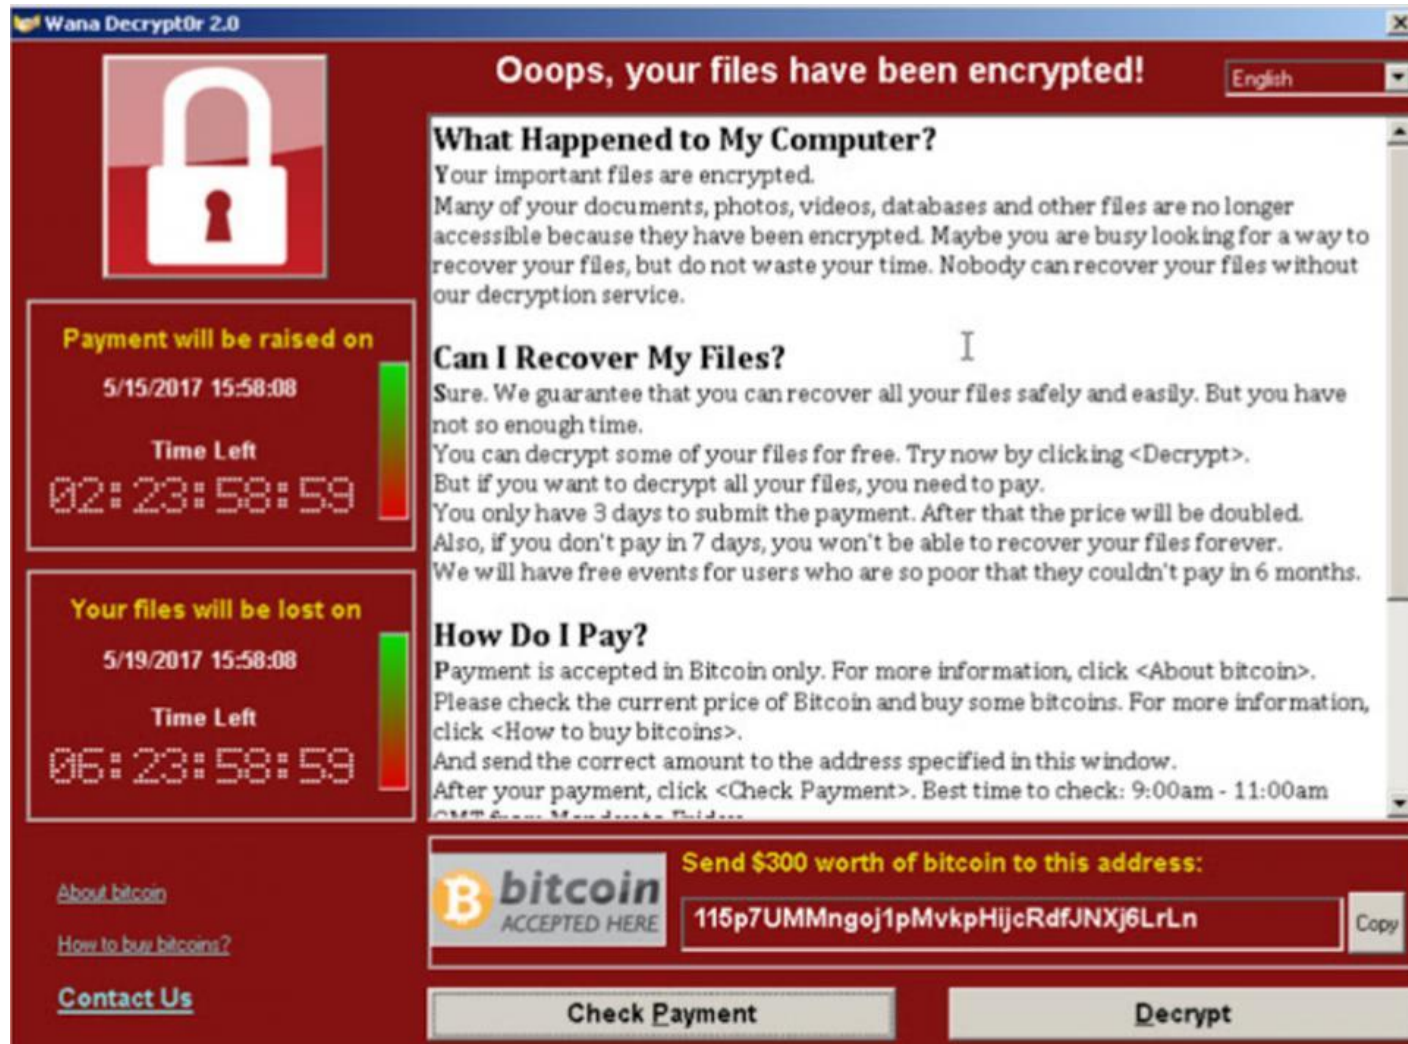 Wana Decrypt0r 2.0
Ooops, your files have been encrypted!
English
What Happened to My Computer?
Your important files are encrypted.
Many of your documents, photos, videos, databases and other files are no longer
accessible because they have been encrypted. Maybe you are busy looking for a way to
recover your files, but do not waste your time. Nobody can recover your files without
our decryption service.
Can I Recover My Files?
Sure. We guarantee that you can recover all your files safely and easily. But you have
not so enough time.
You can decrypt some of your files for free. Try now by clicking <Decrypt>.
But if you want to decrypt all your files, you need to pay.
You only have 3 days to submit the payment. After that the price will be doubled.
Also, if you don't pay in 7 days, you won't be able to recover your files forever.
We will have free events for users who are so poor that they couldn't pay in 6 months.
How Do I Pay?
Payment is accepted in Bitcoin only. For more information, click <About bitcoin>.
Please check the current price of Bitcoin and buy some bitcoins. For more information,
click <How to buy bitcoins>.
And send the correct amount to the address specified in this window.
After your payment, click <Check Payment>. Best time to check: 9:00am - 11:00am
GMT from Monday to Friday.
Payment will be raised on
5/15/2017 15:58:08
Time Left
02:23:58:59
Your files will be lost on
5/19/2017 15:58:08
Time Left
06:23:58:59
About bitcoin
How to buy bitcoins?
Contact Us
bitcoin
ACCEPTED HERE
Send $300 worth of bitcoin to this address:
115p7UMMngoj1pMvkpHijcRdfJNXj6LrLn
Copy
Check Payment
Decrypt